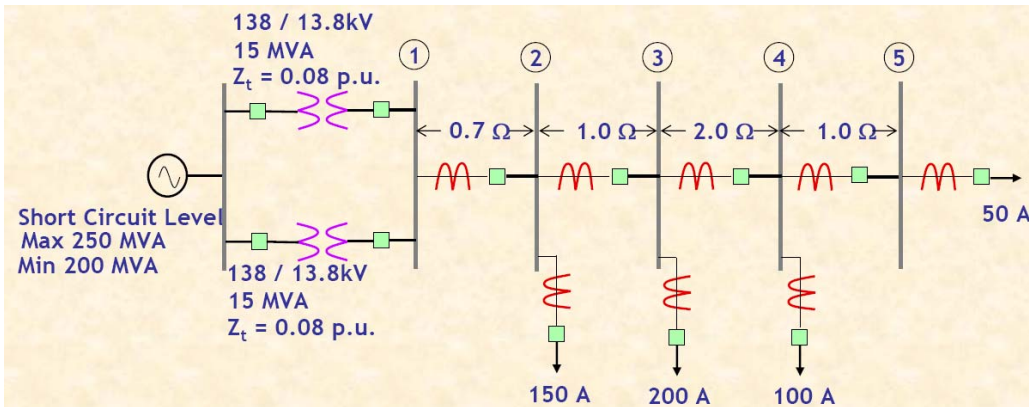 138 / 13.8kV
15 MVA
Zt = 0.08 p.u.
1
2
3
4
5
0.7 Ω
1.0 Ω
2.0 Ω
1.0 Ω
Short Circuit Level
Max 250 MVA
Min 200 MVA
50 A
138 / 13.8kV
15 MVA
Zt = 0.08 p.u.
150 A
200 A
100 A